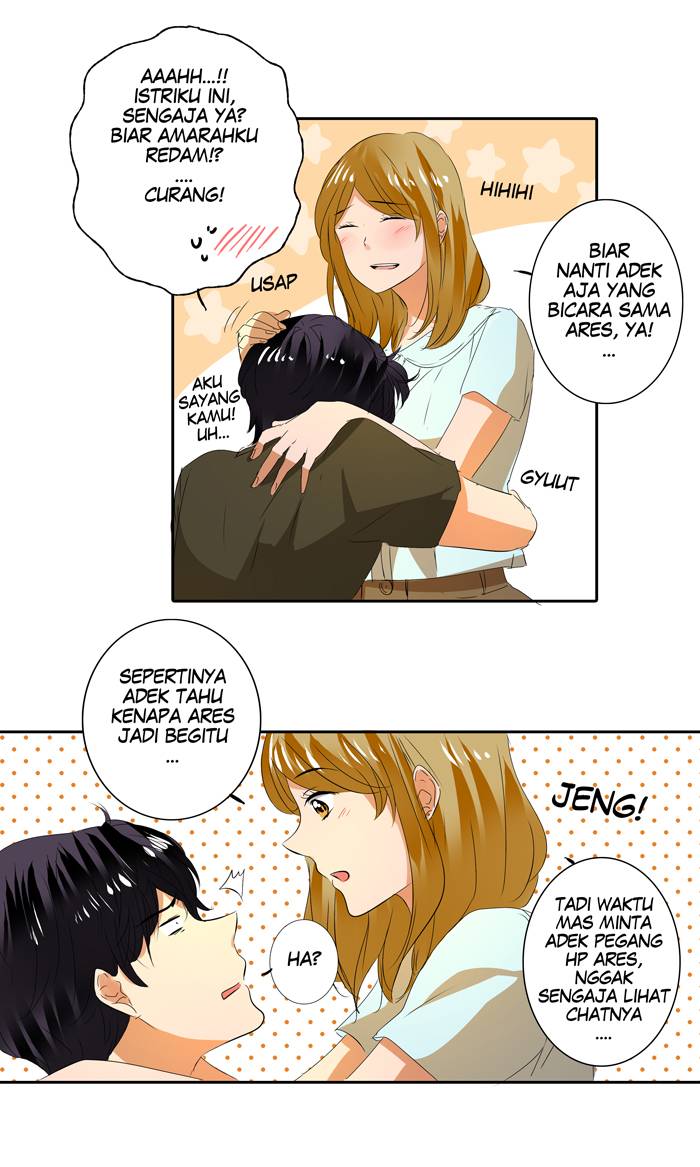 AAAHH...!!
ISTRIKU INI,
SENGAJA YA?
BIAR AMARAHKU
REDAM!?
....
CURANG!
HIHIHI
USAP
BIAR
NANTI ADEK
AJA YANG
BICARA SAMA
ARES, YA!
...
AKU
SAYANG
KAMU!
UH...
GYUUT
SEPERTINYA
ADEK TAHU
KENAPA ARES
JADI BEGITU
...
JENG!
HA?
TADI WAKTU
MAS MINTA
ADEK PEGANG
HP ARES,
NGGAK
SENGAJA LIHAT
CHATNYA
....